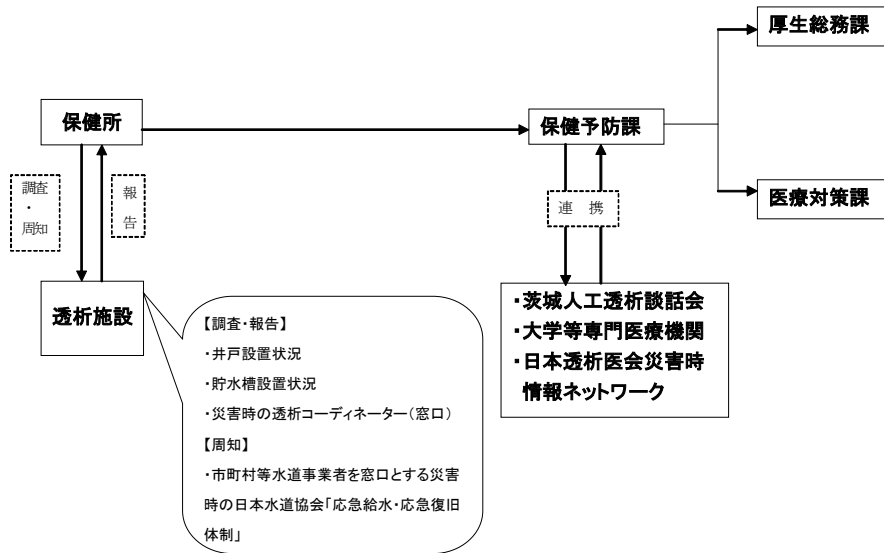 厚生総務課
保健所
保健予防課
調査
・
周知
報
告
連　携
医療対策課
透析施設
【調査・報告】
・井戸設置状況
・貯水槽設置状況
・災害時の透析コーディネーター（窓口）
【周知】
・市町村等水道事業者を窓口とする災害
時の日本水道協会「応急給水・応急復旧
体制」
・茨城人工透析談話会
・大学等専門医療機関
・日本透析医会災害時
情報ネットワーク